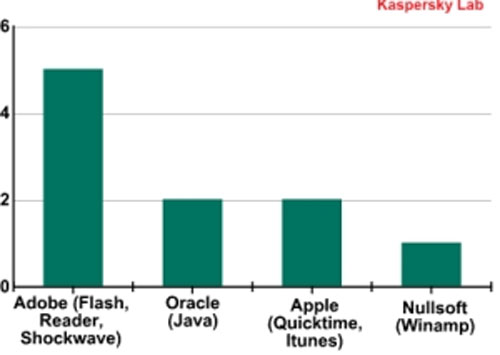 Kaspersky Lab
6
4
2
0
Adobe (Flash,
Reader,
Shockwave)
Oracle
(Java)
Apple
(Quicktime,
Itunes)
Nullsoft
(Winamp)